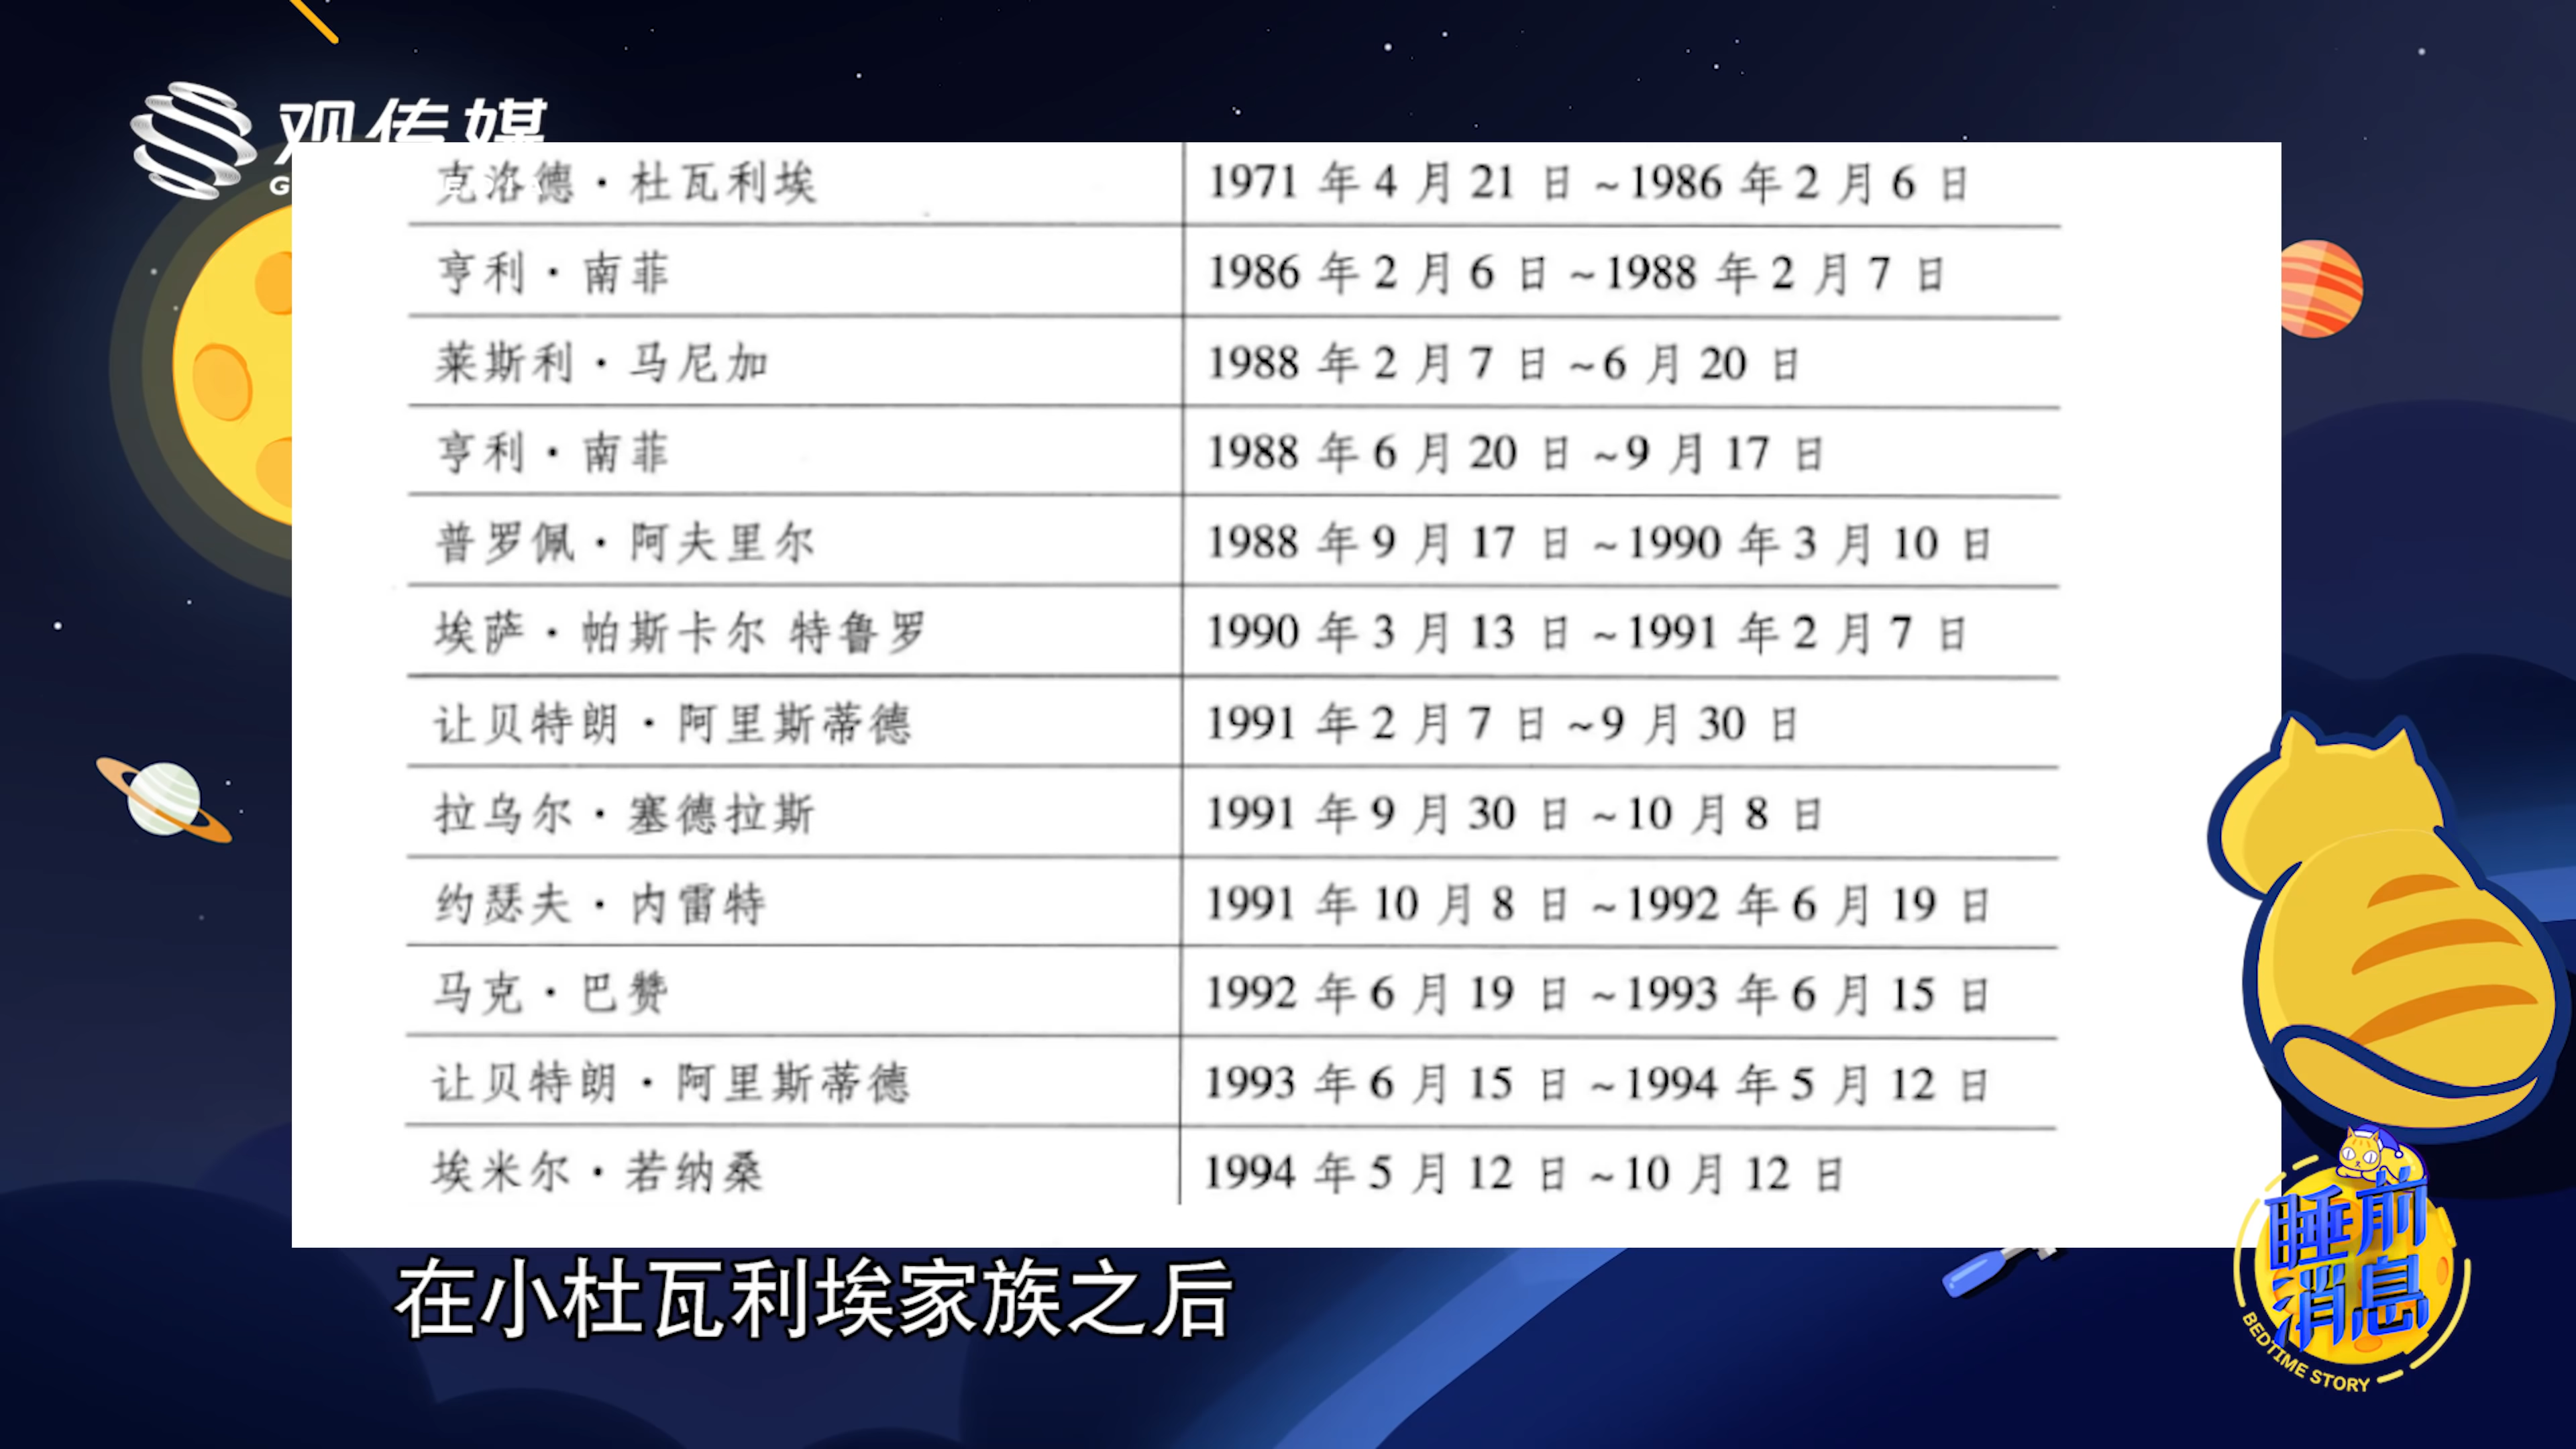 观传媒
克洛德·杜瓦利埃 1971年4月21日~1986年2月6日
亨利·南菲 1986年2月6日~1988年2月7日
莱斯利·马尼加 1988年2月7日~6月20日
亨利·南菲 1988年6月20日~9月17日
普罗佩·阿夫里尔 1988年9月17日~1990年3月10日
埃萨·帕斯卡尔 特鲁罗 1990年3月13日~1991年2月7日
让贝特朗·阿里斯蒂德 1991年2月7日~9月30日
拉乌尔·塞德拉斯 1991年9月30日~10月8日
约瑟夫·内雷特 1991年10月8日~1992年6月19日
马克·巴赞 1992年6月19日~1993年6月15日
让贝特朗·阿里斯蒂德 1993年6月15日~1994年5月12日
埃米尔·若纳桑 1994年5月12日~10月12日
在小杜瓦利埃家族之后
睡前
消息
BEDTIME STORY